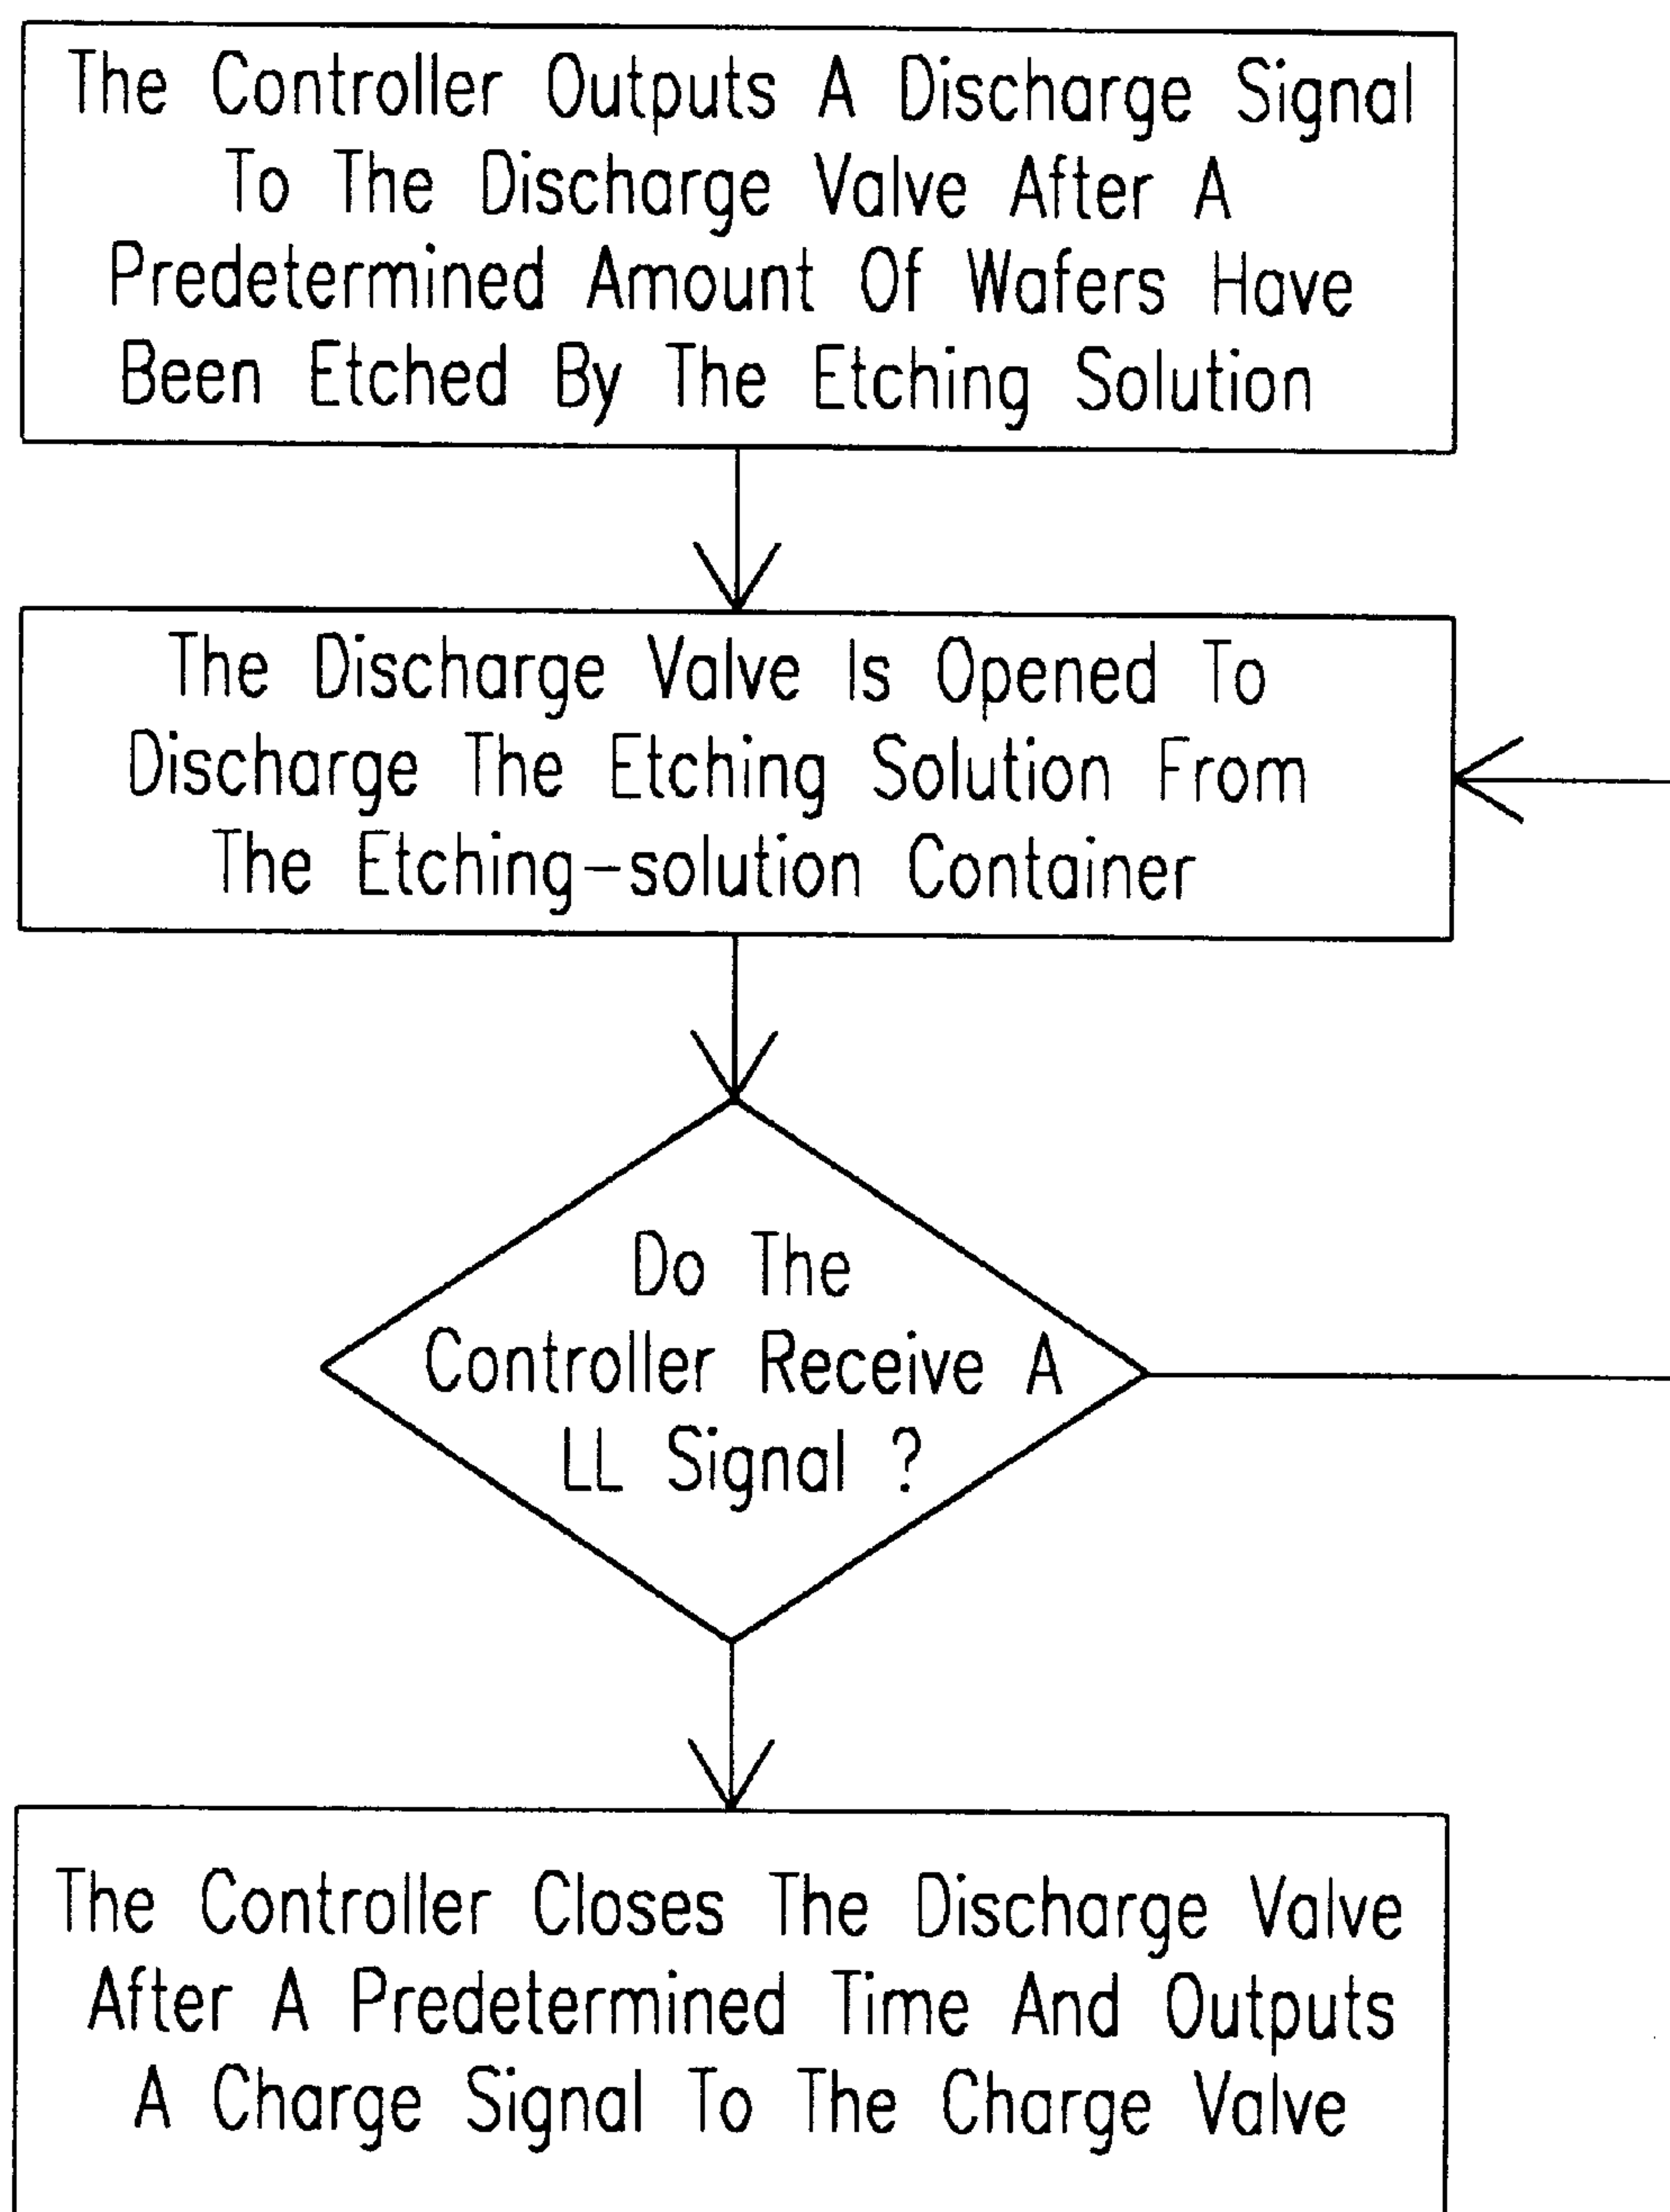 The Controller Outputs A Discharge Signal
To The Discharge Valve After A
Predetermined Amount Of Wafers Have
Been Etched By The Etching Solution
The Discharge Valve Is Opened To
Discharge The Etching Solution From
The Etching-solution Container
Do The
Controller Receive A
LL Signal ?
The Controller Closes The Discharge Valve
After A Predetermined Time And Outputs
A Charge Signal To The Charge Valve